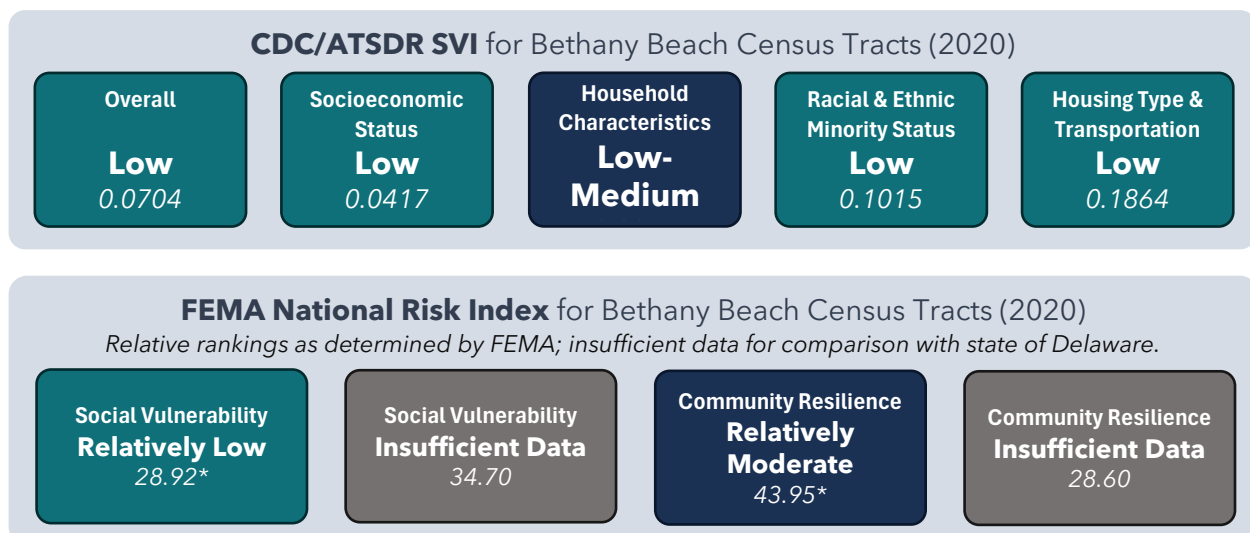 CDC/ATSDR SVI for Bethany Beach Census Tracts (2020)
Overall
Low
0.0704
Socioeconomic
Status
Low
0.0417
Household
Characteristics
Low-
Medium
Racial & Ethnic
Minority Status
Low
0.1015
Housing Type &
Transportation
Low
0.1864
FEMA National Risk Index for Bethany Beach Census Tracts (2020)
Relative rankings as determined by FEMA; insufficient data for comparison with state of Delaware.
Social Vulnerability
Relatively Low
28.92*
Social Vulnerability
Insufficient Data
34.70
Community Resilience
Relatively
Moderate
43.95*
Community Resilience
Insufficient Data
28.60